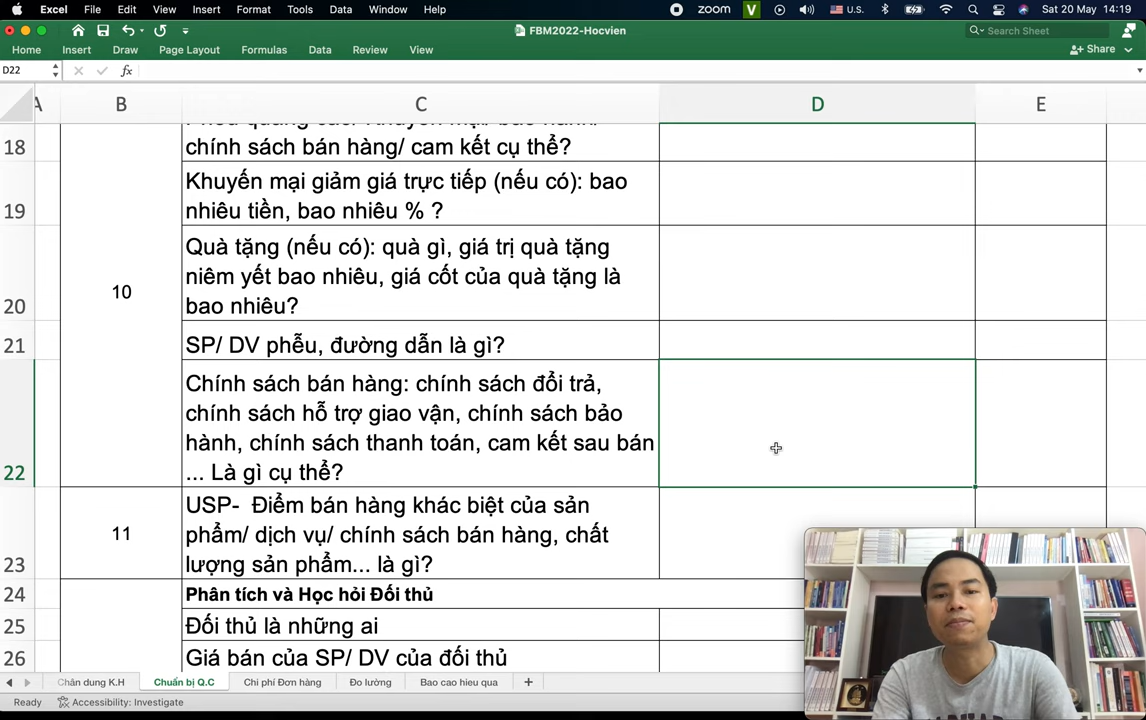 Excel File Edit View Insert Format Tools Data Window Help
zoom V U.S. Sat 20 May 14:19
FBM2022-Hocvien
Search Sheet
Home Insert Draw Page Layout Formulas Data Review View
Share
D22 fx
A B C D E
18 chính sách bán hàng/ cam kết cụ thể?
19 Khuyến mại giảm giá trực tiếp (nếu có): bao
nhiêu tiền, bao nhiêu % ?
10
20 Quà tặng (nếu có): quà gì, giá trị quà tặng
niêm yết bao nhiêu, giá cốt của quà tặng là
bao nhiêu?
21 SP/ DV phễu, đường dẫn là gì?
22 Chính sách bán hàng: chính sách đổi trả,
chính sách hỗ trợ giao vận, chính sách bảo
hành, chính sách thanh toán, cam kết sau bán
... Là gì cụ thể?
23 11 USP- Điểm bán hàng khác biệt của sản
phẩm/ dịch vụ/ chính sách bán hàng, chất
lượng sản phẩm... là gì?
24 Phân tích và Học hỏi Đối thủ
25 Đối thủ là những ai
26 Giá bán của SP/ DV của đối thủ
Chân dung K.H Chuẩn bị Q.C Chi phí Đơn hàng Đo lường Bao cao hieu qua +
Ready Accessibility: Investigate